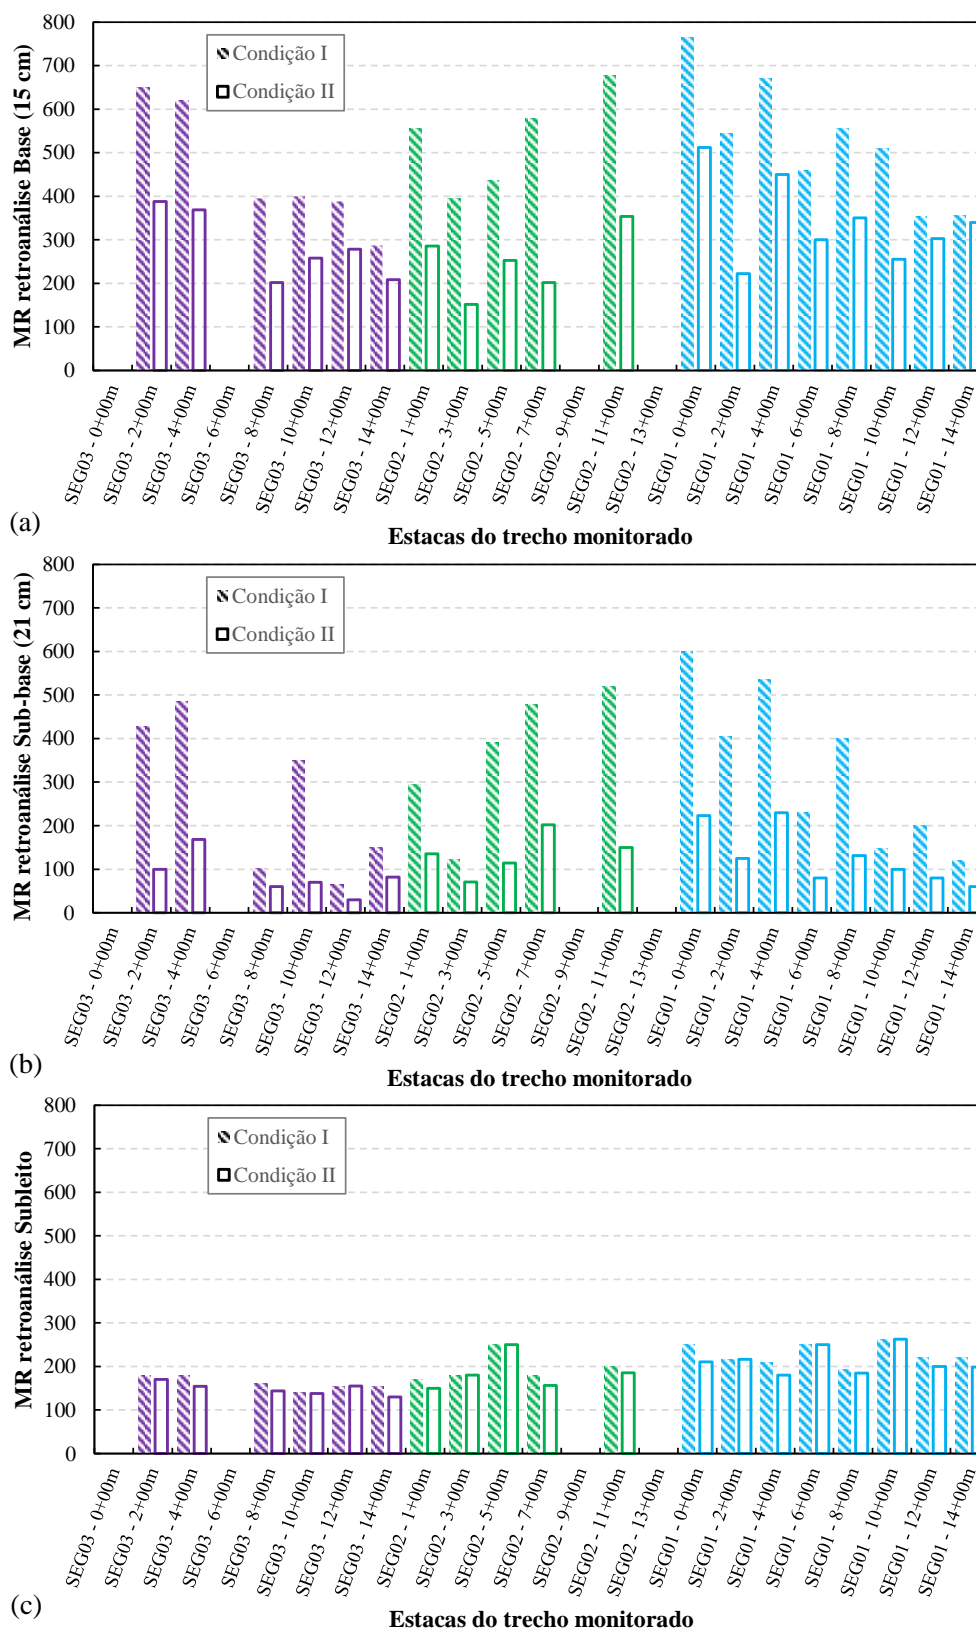 MR retroanálise Base (15 cm)
800
700
600
500
400
300
200
100
0
Condição I
Condição II
SEG03 - 0+00m
SEG03 - 2+00m
SEG03 - 4+00m
SEG03 - 6+00m
SEG03 - 8+00m
SEG03 - 10+00m
SEG03 - 12+00m
SEG03 - 14+00m
SEG02 - 1+00m
SEG02 - 3+00m
SEG02 - 5+00m
SEG02 - 7+00m
SEG02 - 9+00m
SEG02 - 11+00m
SEG02 - 13+00m
SEG01 - 0+00m
SEG01 - 2+00m
SEG01 - 4+00m
SEG01 - 6+00m
SEG01 - 8+00m
SEG01 - 10+00m
SEG01 - 12+00m
SEG01 - 14+00m
(a)
Estacas do trecho monitorado
MR retroanálise Sub-base (21 cm)
800
700
600
500
400
300
200
100
0
Condição I
Condição II
SEG03 - 0+00m
SEG03 - 2+00m
SEG03 - 4+00m
SEG03 - 6+00m
SEG03 - 8+00m
SEG03 - 10+00m
SEG03 - 12+00m
SEG03 - 14+00m
SEG02 - 1+00m
SEG02 - 3+00m
SEG02 - 5+00m
SEG02 - 7+00m
SEG02 - 9+00m
SEG02 - 11+00m
SEG02 - 13+00m
SEG01 - 0+00m
SEG01 - 2+00m
SEG01 - 4+00m
SEG01 - 6+00m
SEG01 - 8+00m
SEG01 - 10+00m
SEG01 - 12+00m
SEG01 - 14+00m
(b)
Estacas do trecho monitorado
MR retroanálise Subleito
800
700
600
500
400
300
200
100
0
Condição I
Condição II
SEG03 - 0+00m
SEG03 - 2+00m
SEG03 - 4+00m
SEG03 - 6+00m
SEG03 - 8+00m
SEG03 - 10+00m
SEG03 - 12+00m
SEG03 - 14+00m
SEG02 - 1+00m
SEG02 - 3+00m
SEG02 - 5+00m
SEG02 - 7+00m
SEG02 - 9+00m
SEG02 - 11+00m
SEG02 - 13+00m
SEG01 - 0+00m
SEG01 - 2+00m
SEG01 - 4+00m
SEG01 - 6+00m
SEG01 - 8+00m
SEG01 - 10+00m
SEG01 - 12+00m
SEG01 - 14+00m
(c)
Estacas do trecho monitorado